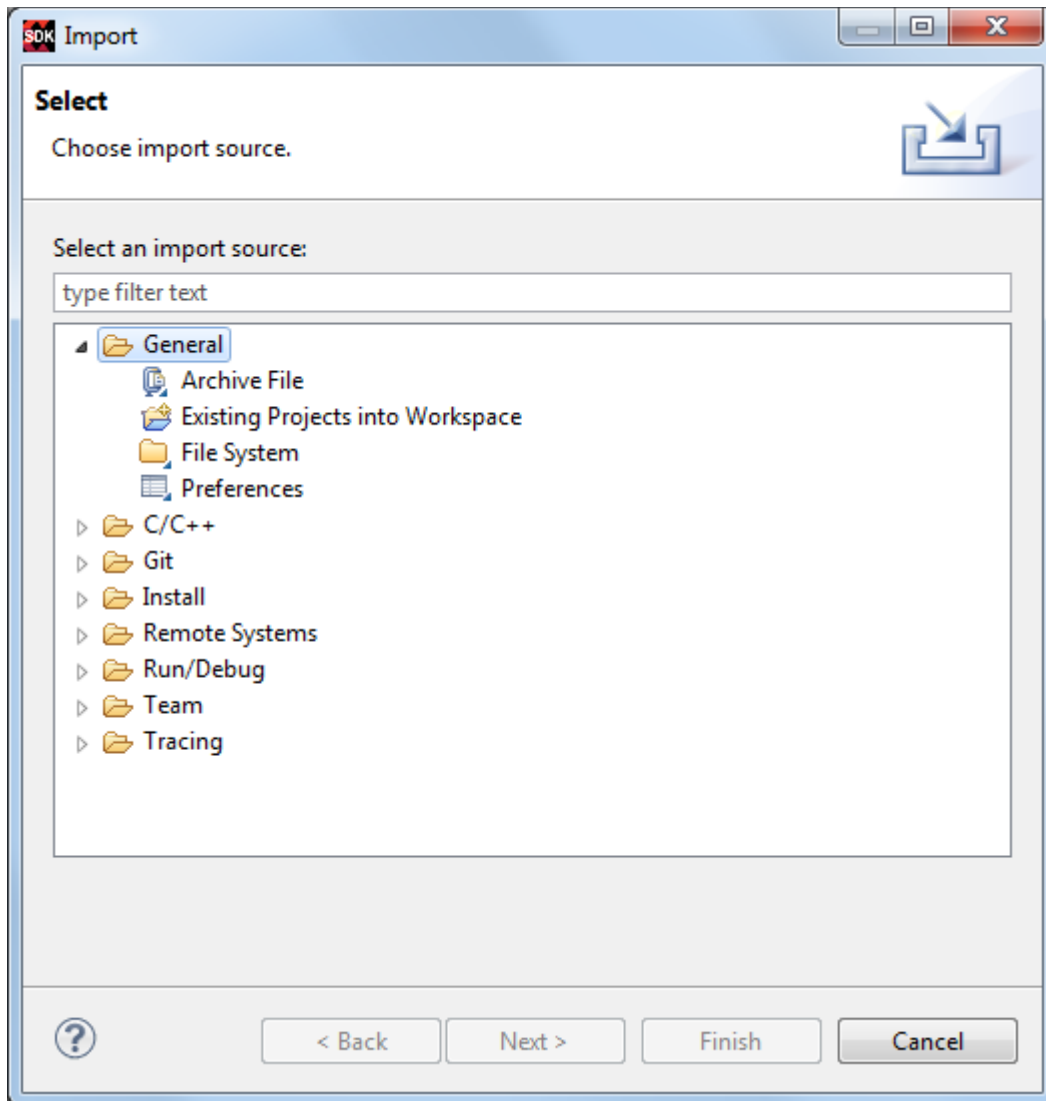 SDK Import
Select
Choose import source.
Select an import source:
type filter text
General
Archive File
Existing Projects into Workspace
File System
Preferences
C/C++
Git
Install
Remote Systems
Run/Debug
Team
Tracing
? < Back Next > Finish Cancel